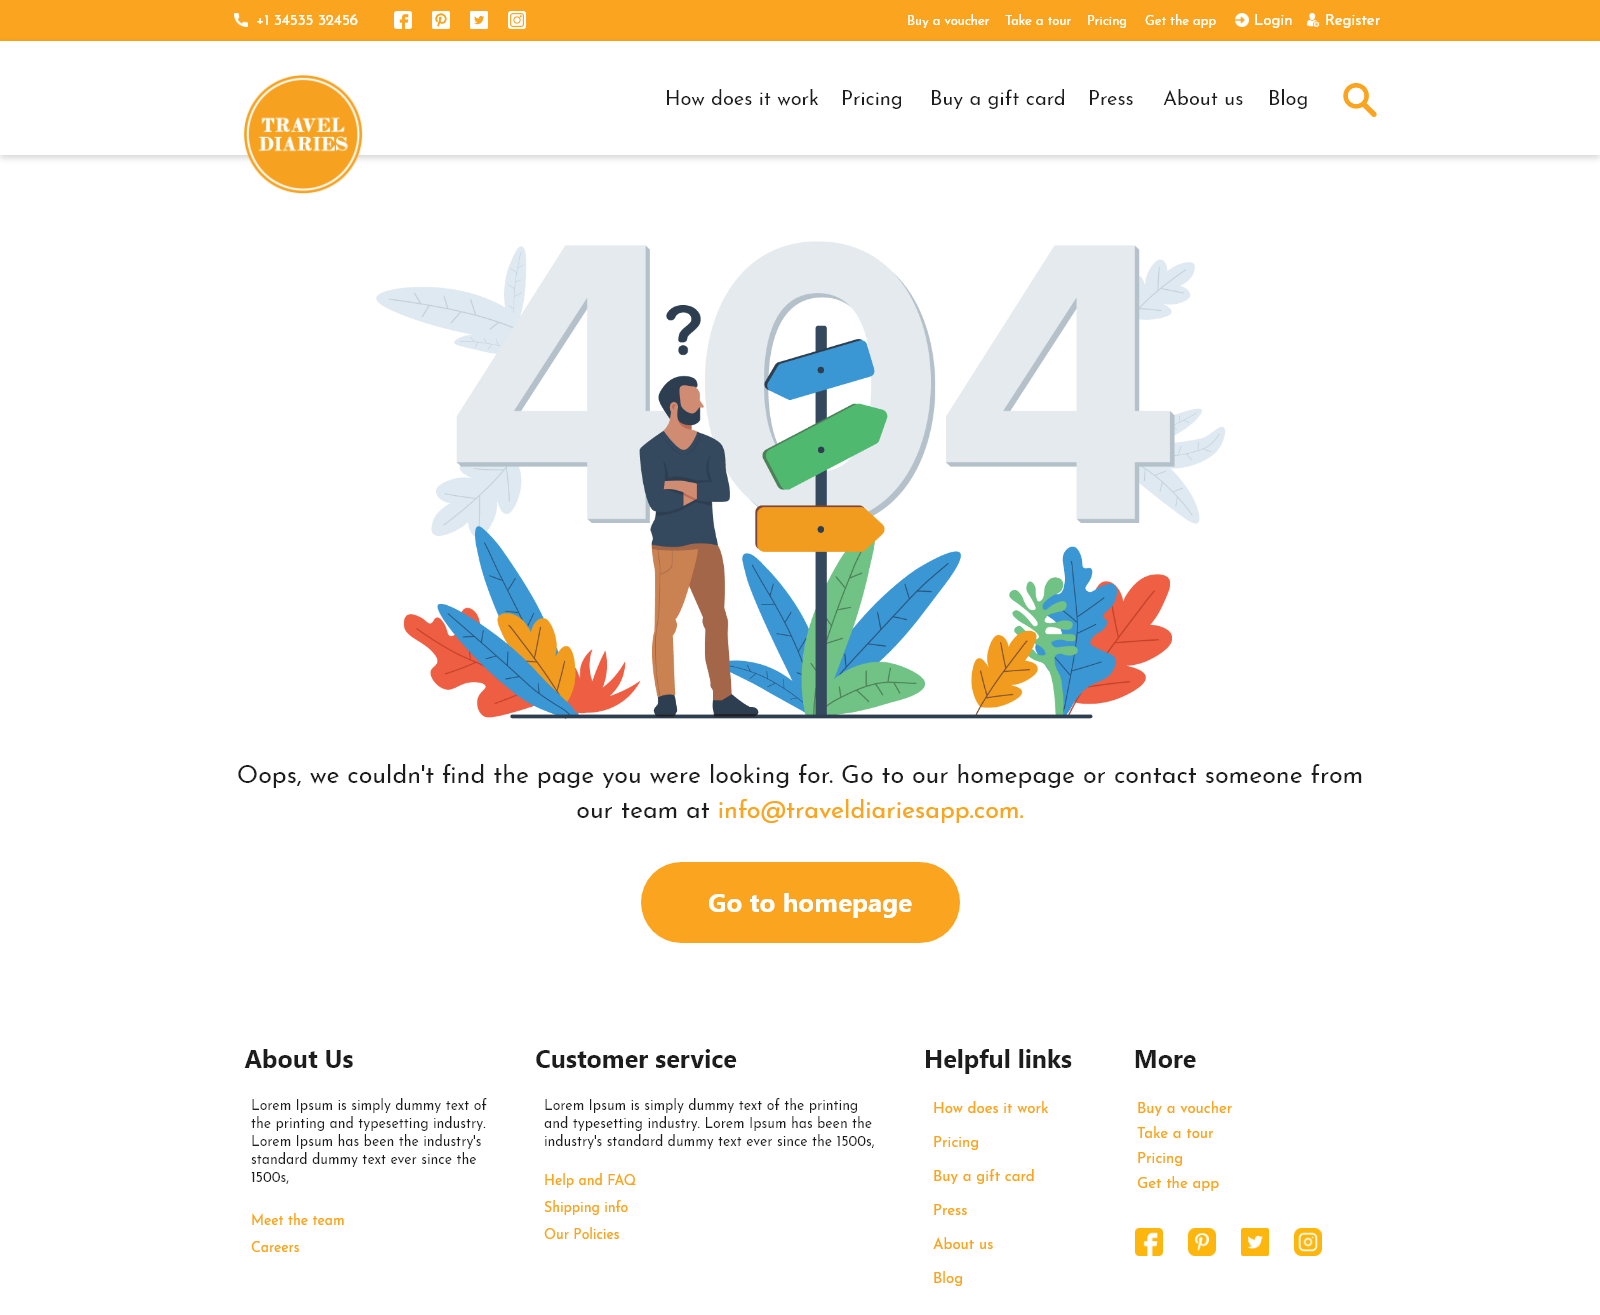 +1 34535 32456
Buy a voucher Take a tour Pricing Get the app Login Register
TRAVEL
DIARIES
How does it work Pricing Buy a gift card Press About us Blog
404
?
Oops, we couldn't find the page you were looking for. Go to our homepage or contact someone from
our team at info@traveldiariesapp.com.
Go to homepage
About Us
Lorem Ipsum is simply dummy text of
the printing and typesetting industry.
Lorem Ipsum has been the industry's
standard dummy text ever since the
1500s,
Meet the team
Careers
Customer service
Lorem Ipsum is simply dummy text of the printing
and typesetting industry. Lorem Ipsum has been the
industry's standard dummy text ever since the 1500s,
Help and FAQ
Shipping info
Our Policies
Helpful links
How does it work
Pricing
Buy a gift card
Press
About us
Blog
More
Buy a voucher
Take a tour
Pricing
Get the app